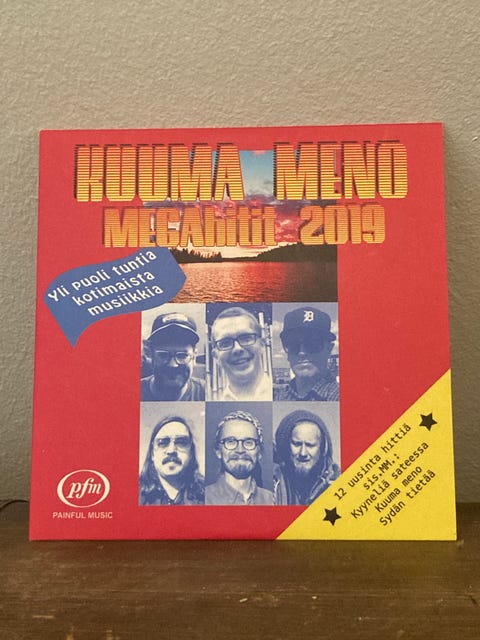 KUUMA MENO
MEGAhitit 2019
Yli puoli tuntia
kotimaista
musiikkia
D
pfm
PAINFUL MUSIC
12 uusinta hittiä
sis.MM.:
Kyyneliä sateessa
Kuuma meno
Sydän tietää